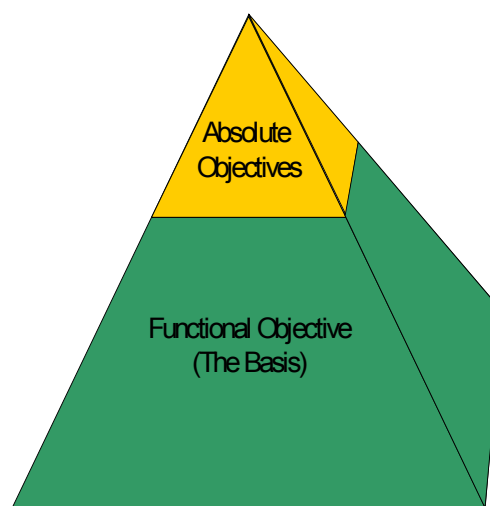 Absolute
Objectives
Functional Objective
(The Basis)